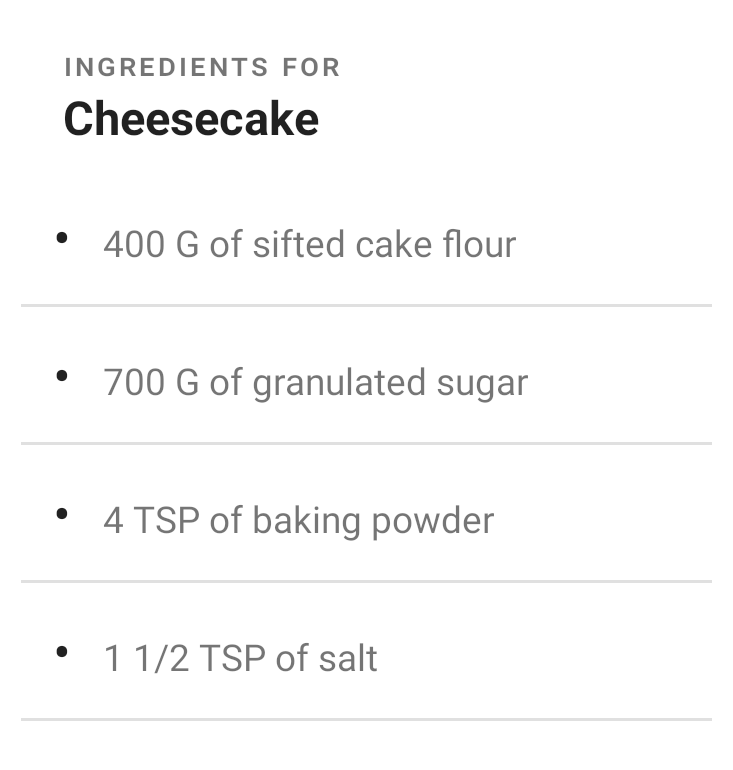 INGREDIENTS FOR
Cheesecake
• 400 G of sifted cake flour
• 700 G of granulated sugar
• 4 TSP of baking powder
• 1 1/2 TSP of salt